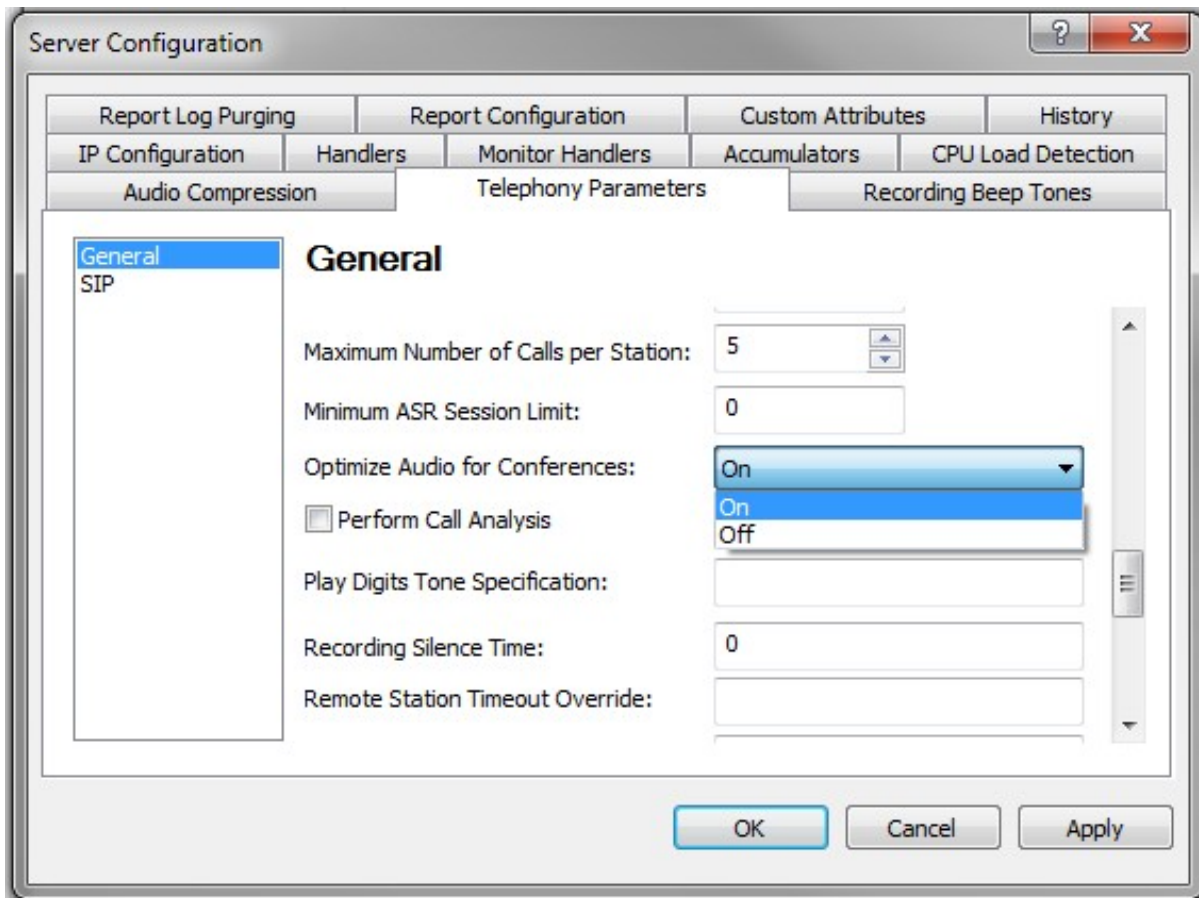 Server Configuration
Report Log Purging Report Configuration Custom Attributes History
IP Configuration Handlers Monitor Handlers Accumulators CPU Load Detection
Audio Compression Telephony Parameters Recording Beep Tones
General
SIP
General
Maximum Number of Calls per Station: 5
Minimum ASR Session Limit: 0
Optimize Audio for Conferences: On
On
Off
Perform Call Analysis
Play Digits Tone Specification:
Recording Silence Time: 0
Remote Station Timeout Override:
OK Cancel Apply